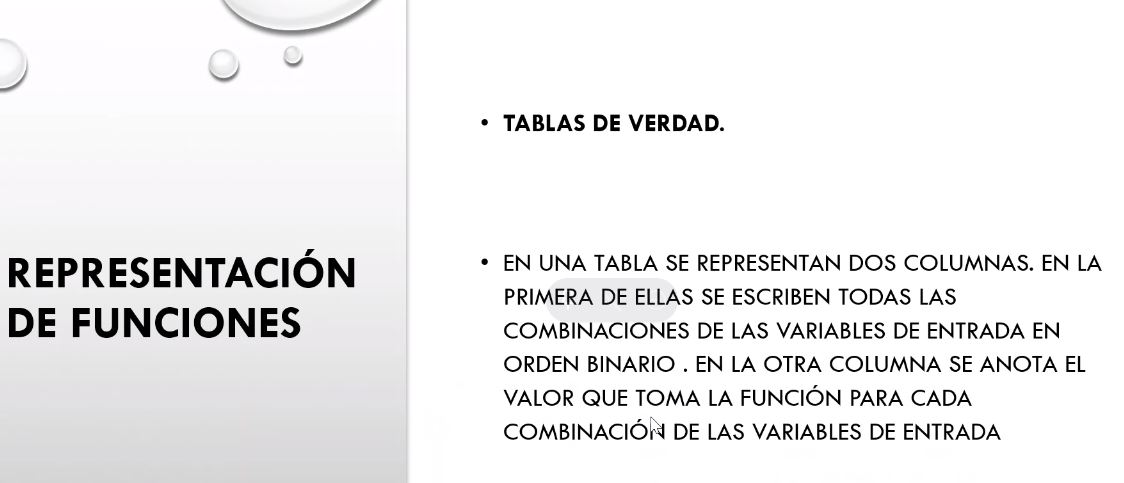 REPRESENTACIÓN
DE FUNCIONES
• TABLAS DE VERDAD.
• EN UNA TABLA SE REPRESENTAN DOS COLUMNAS. EN LA
PRIMERA DE ELLAS SE ESCRIBEN TODAS LAS
COMBINACIONES DE LAS VARIABLES DE ENTRADA EN
ORDEN BINARIO . EN LA OTRA COLUMNA SE ANOTA EL
VALOR QUE TOMA LA FUNCIÓN PARA CADA
COMBINACIÓN DE LAS VARIABLES DE ENTRADA